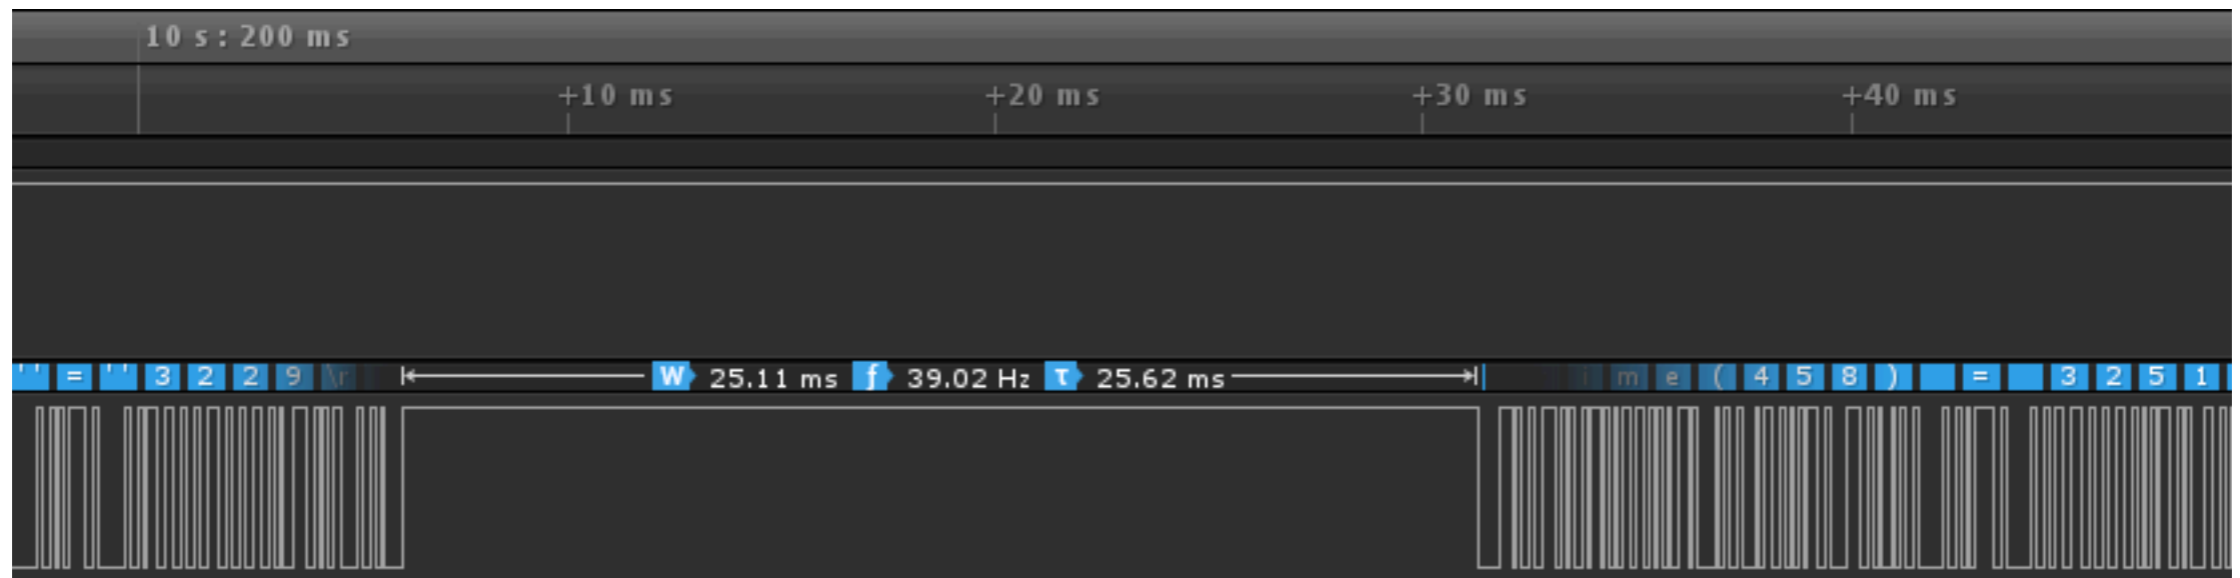 10 s : 200 ms
+10 ms +20 ms +30 ms +40 ms
' ' = ' ' 3 2 2 9 \r W 25.11 ms f 39.02 Hz τ 25.62 ms i m e ( 4 5 8 ) = 3 2 5 1